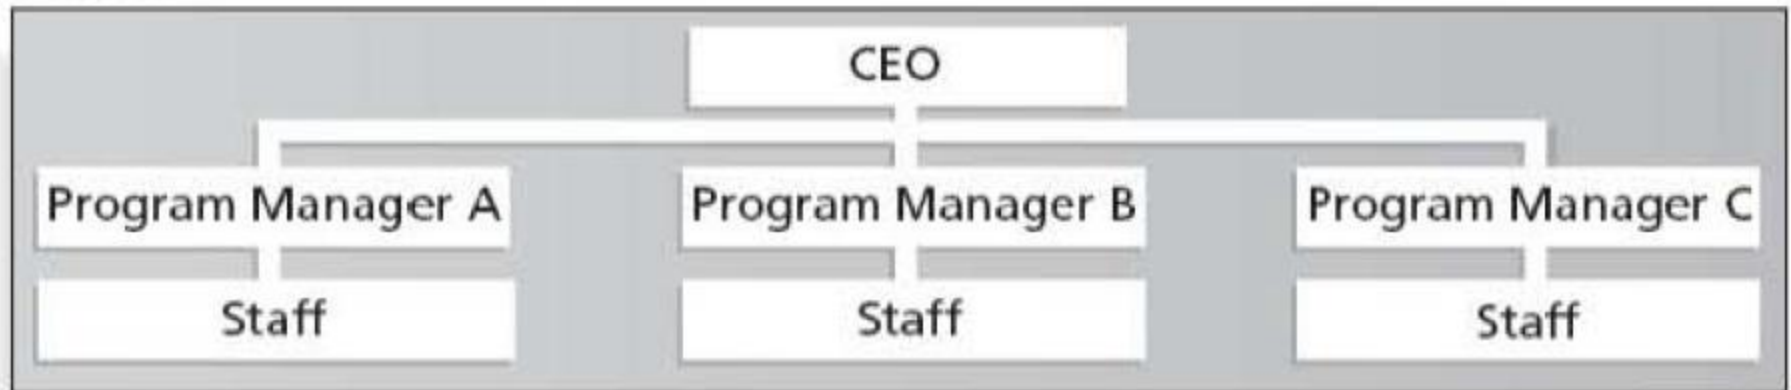 CEO
Program Manager A
Program Manager B
Program Manager C
Staff
Staff
Staff